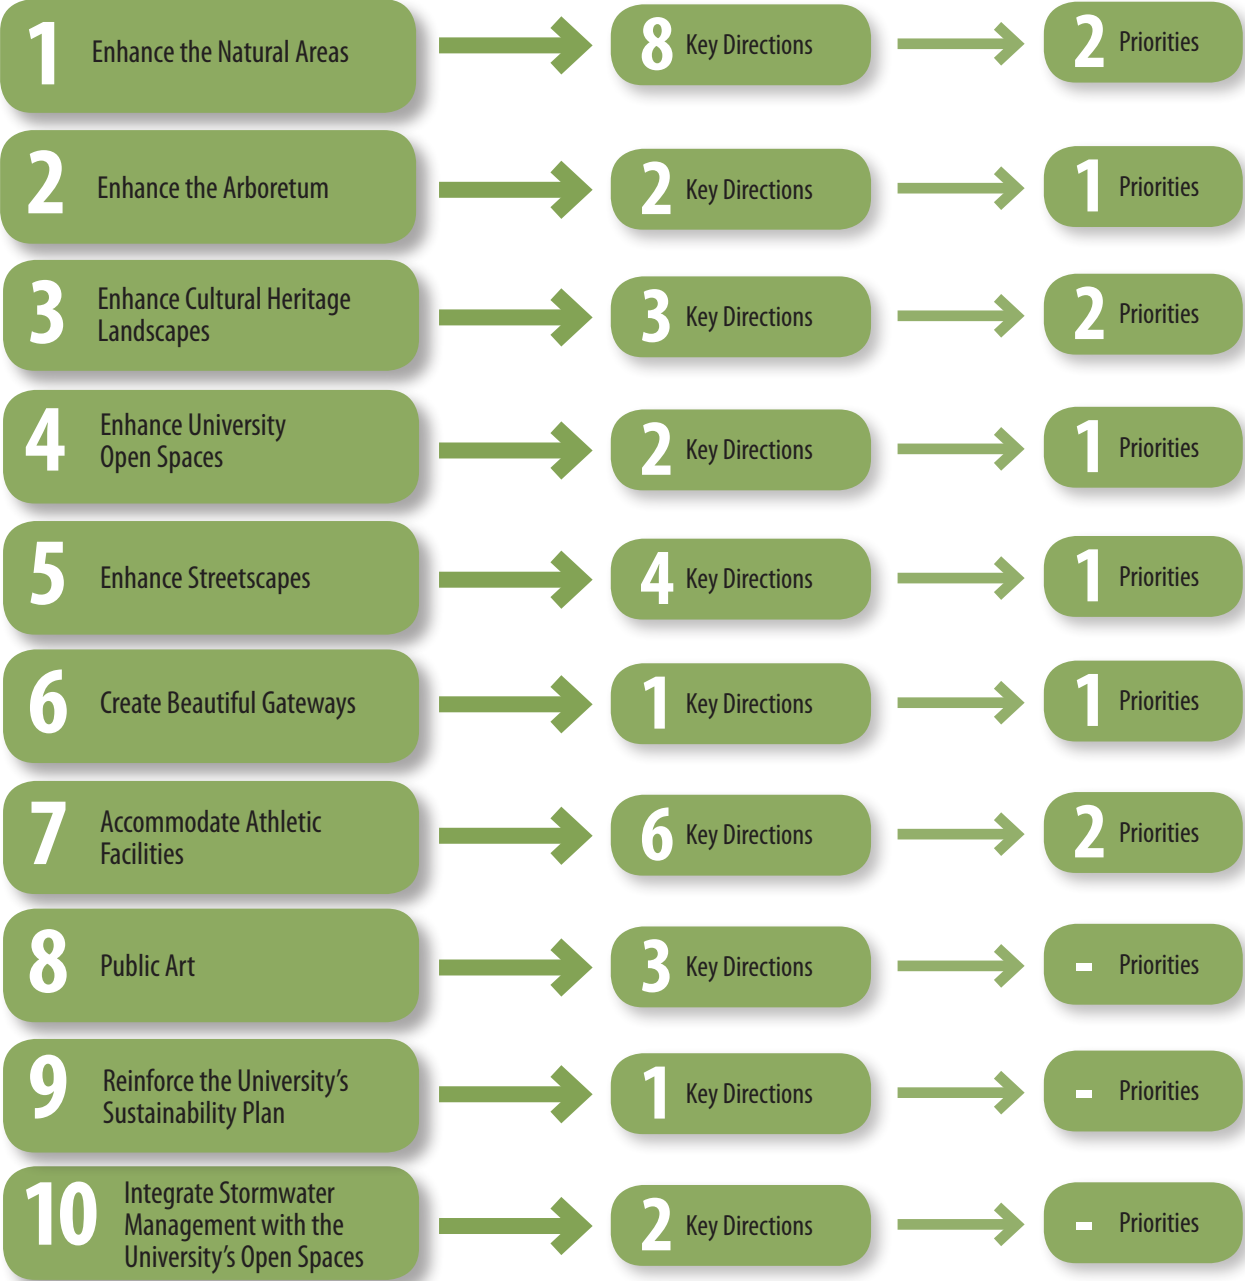 1 Enhance the Natural Areas 8 Key Directions 2 Priorities
2 Enhance the Arboretum 2 Key Directions 1 Priorities
3 Enhance Cultural Heritage
Landscapes 3 Key Directions 2 Priorities
4 Enhance University
Open Spaces 2 Key Directions 1 Priorities
5 Enhance Streetscapes 4 Key Directions 1 Priorities
6 Create Beautiful Gateways 1 Key Directions 1 Priorities
7 Accommodate Athletic
Facilities 6 Key Directions 2 Priorities
8 Public Art 3 Key Directions - Priorities
9 Reinforce the University’s
Sustainability Plan 1 Key Directions - Priorities
10 Integrate Stormwater
Management with the
University’s Open Spaces 2 Key Directions - Priorities